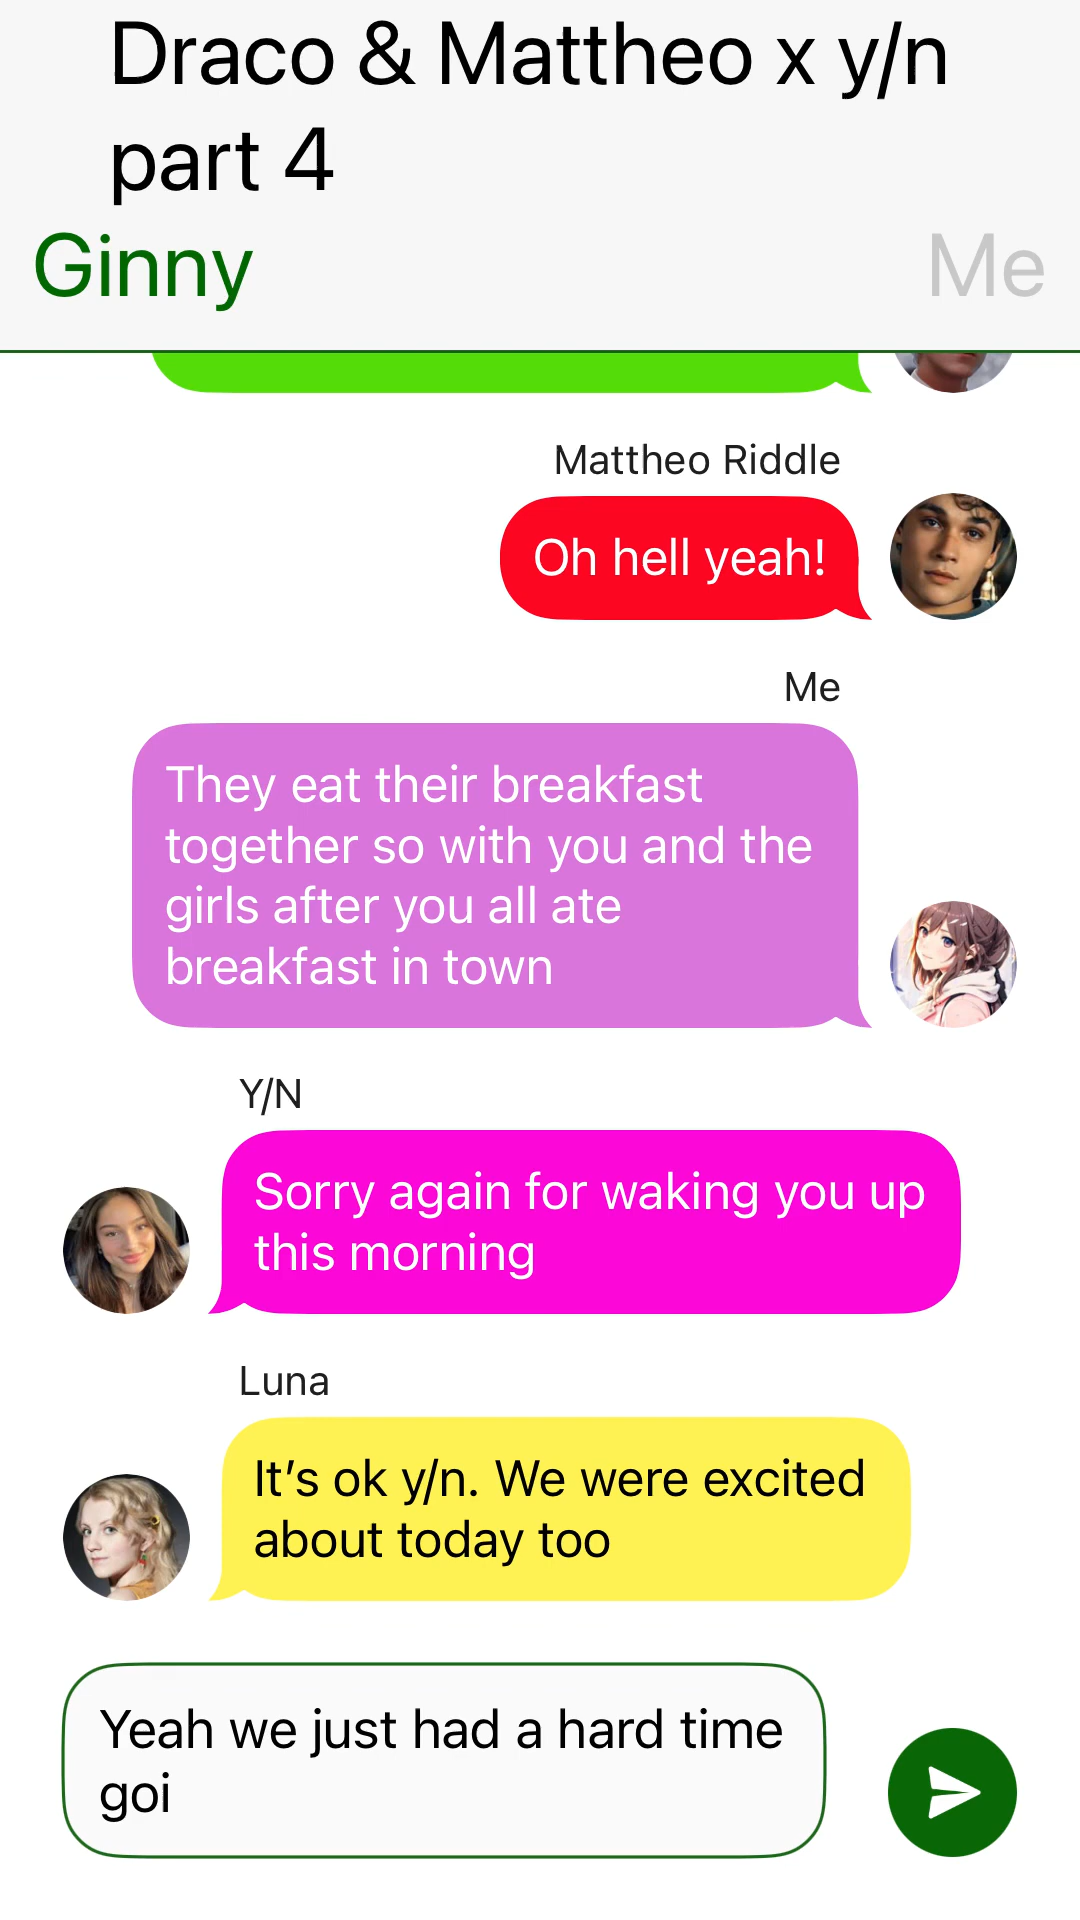 Draco & Mattheo x y/n
part 4
Ginny
Me
Mattheo Riddle
Oh hell yeah!
Me
They eat their breakfast
together so with you and the
girls after you all ate
breakfast in town
Y/N
Sorry again for waking you up
this morning
Luna
It’s ok y/n. We were excited
about today too
Yeah we just had a hard time
goi